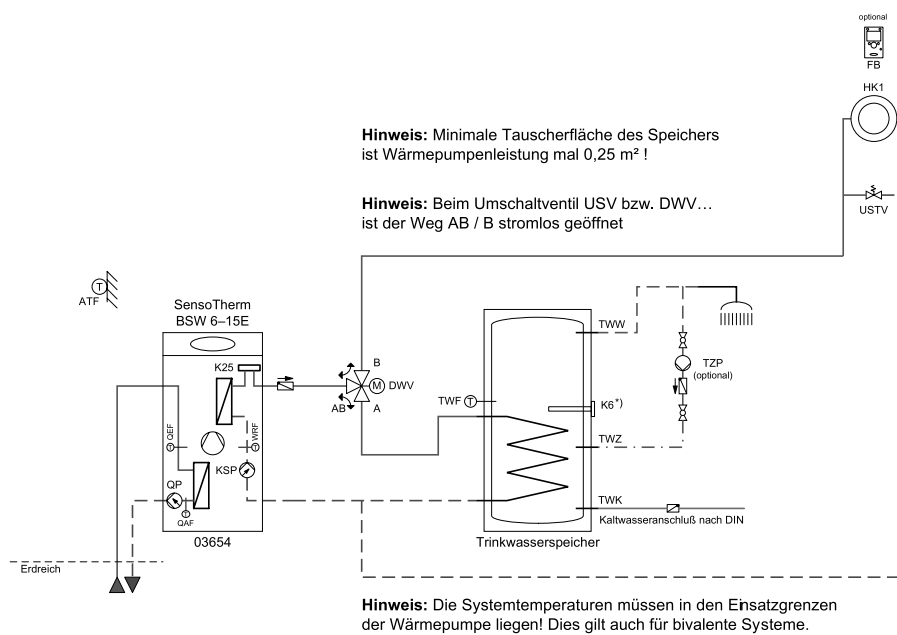 optional
FB
HK1
Hinweis: Minimale Tauscherfläche des Speichers
ist Wärmepumpenleistung mal 0,25 m² !
USTV
Hinweis: Beim Umschaltventil USV bzw. DWV...
ist der Weg AB / B stromlos geöffnet
T
ATF
SensoTherm
BSW 6–15E
K25
B
M
DWV
AB
A
TWW
TZP
(optional)
TWF
T
K6*)
QEF
T
WRF
T
TWZ
KSP
QP
T
QAF
TWK
Kaltwasseranschluß nach DIN
03654
Trinkwasserspeicher
Erdreich
Hinweis: Die Systemtemperaturen müssen in den Einsatzgrenzen
der Wärmepumpe liegen! Dies gilt auch für bivalente Systeme.